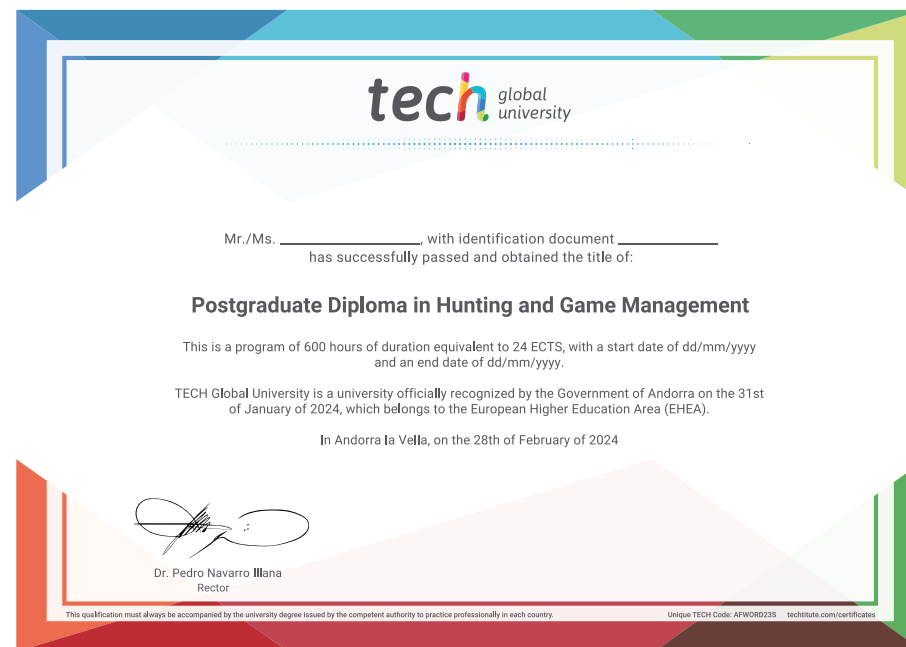 tech global
university
Mr./Ms. ____________, with identification document ____________
has successfully passed and obtained the title of:
Postgraduate Diploma in Hunting and Game Management
This is a program of 600 hours of duration equivalent to 24 ECTS, with a start date of dd/mm/yyyy
and an end date of dd/mm/yyyy.
TECH Global University is a university officially recognized by the Government of Andorra on the 31st
of January of 2024, which belongs to the European Higher Education Area (EHEA).
In Andorra la Vella, on the 28th of February of 2024
Dr. Pedro Navarro Illana
Rector
This qualification must always be accompanied by the university degree issued by the competent authority to practice professionally in each country.
Unique TECH Code: AFWORD23S techtitute.com/certificates